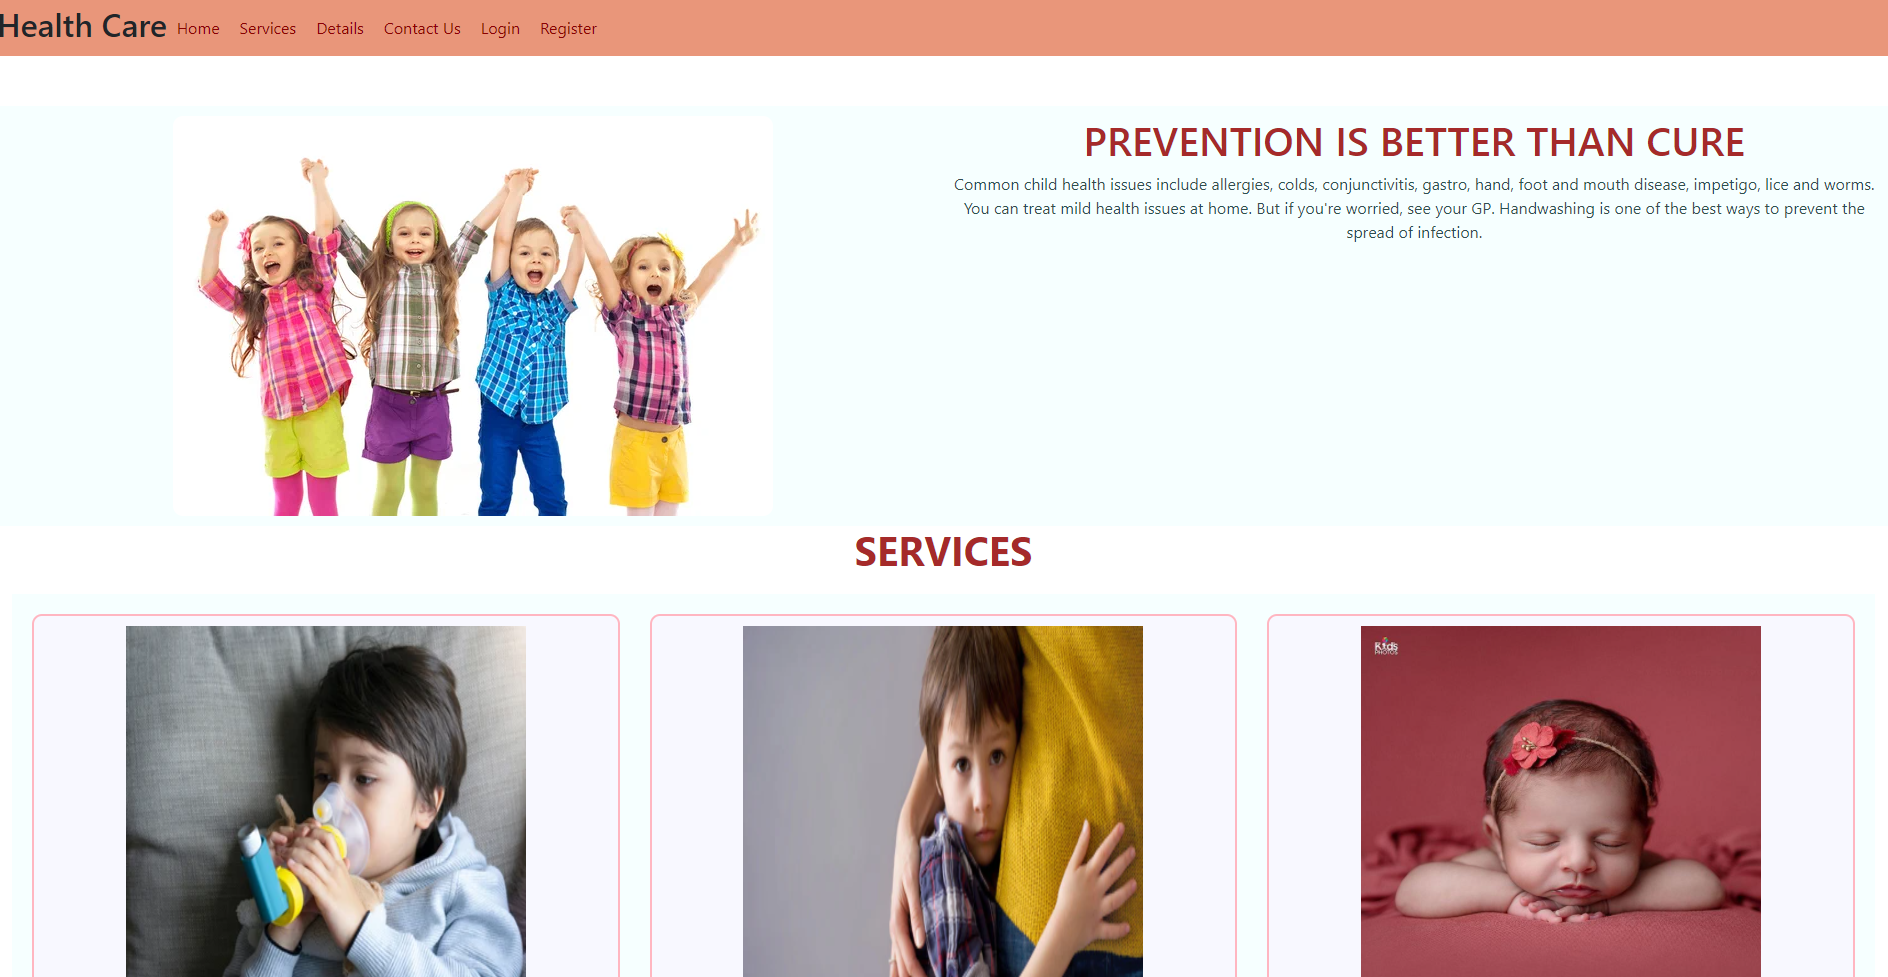 Health Care
Home Services Details Contact Us Login Register
PREVENTION IS BETTER THAN CURE
Common child health issues include allergies, colds, conjunctivitis, gastro, hand, foot and mouth disease, impetigo, lice and worms.
You can treat mild health issues at home. But if you're worried, see your GP. Handwashing is one of the best ways to prevent the
spread of infection.
SERVICES
Kids
PHOTOS